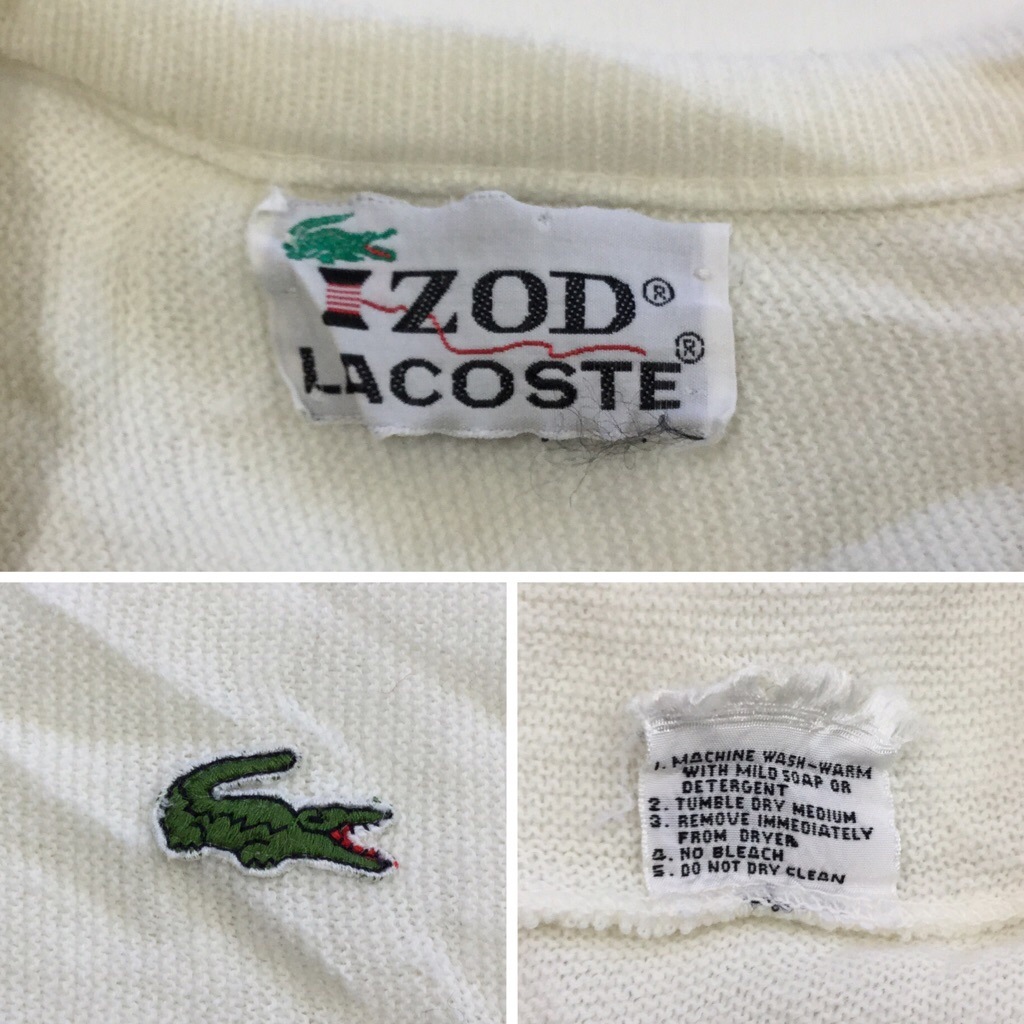 IZOD®
LACOSTE®
1. MACHINE WASH-WARM
WITH MILD SOAP OR
DETERGENT
2. TUMBLE DRY MEDIUM
3. REMOVE IMMEDIATELY
FROM DRYER
4. NO BLEACH
5. DO NOT DRY CLEAN